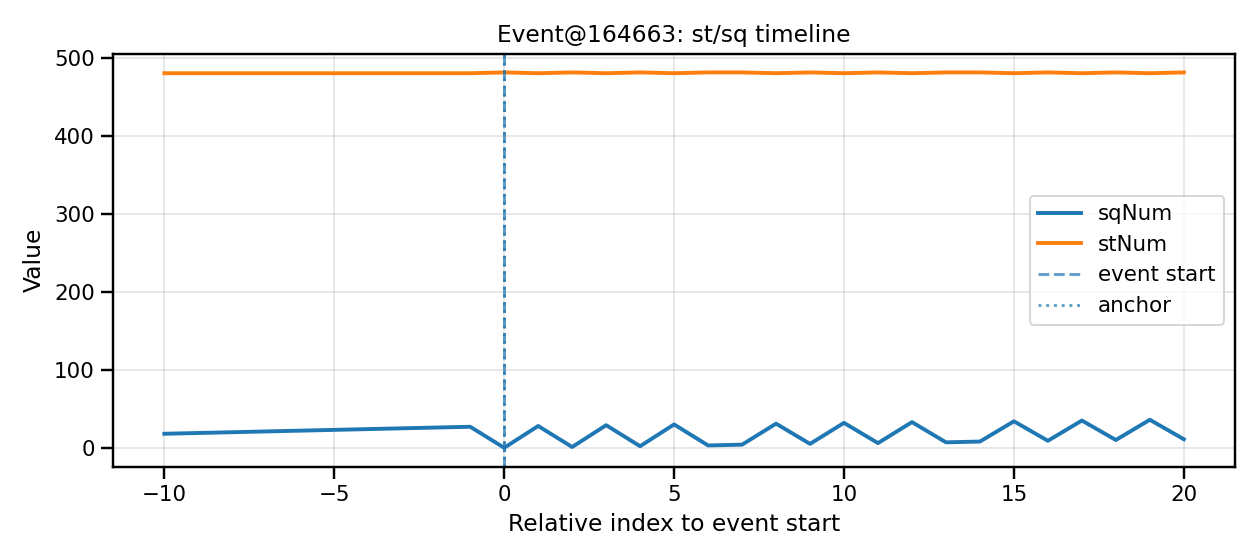 Event@164663: st/sq timeline
500
400
300
200
100
0
Value
sqNum
stNum
event start
anchor
−10
−5
0
5
10
15
20
Relative index to event start